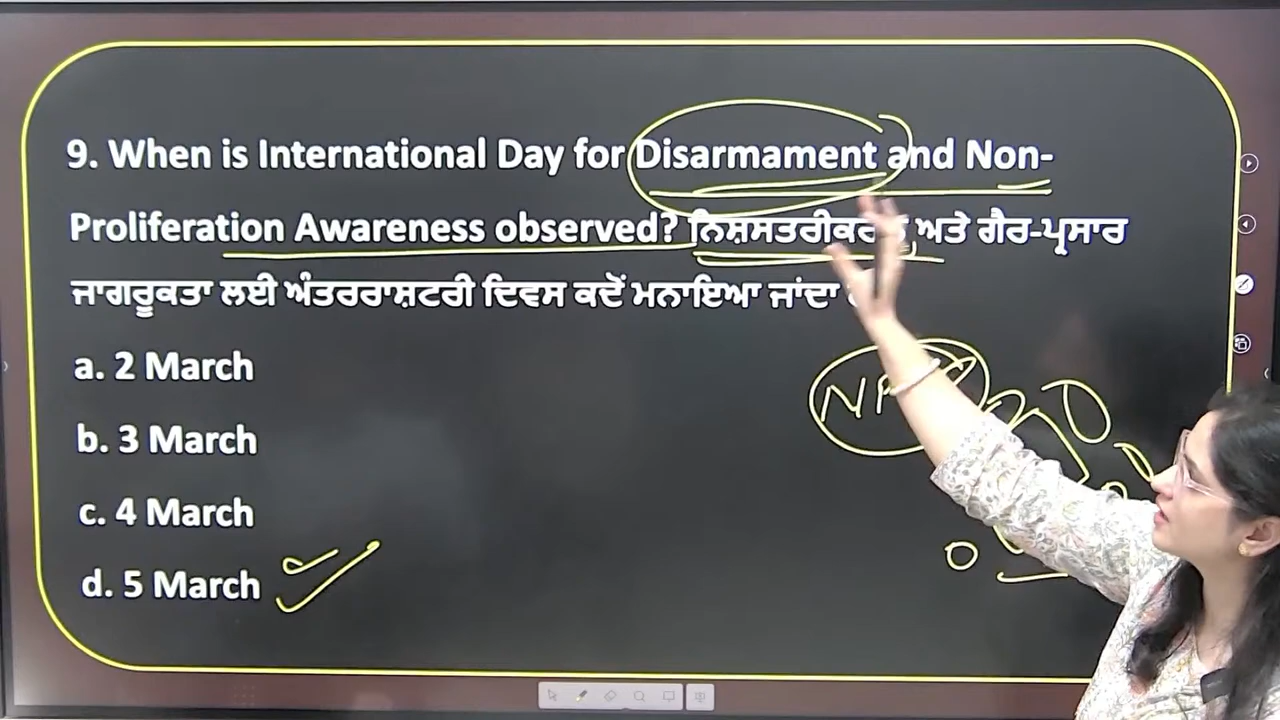 9. When is International Day for Disarmament and Non-
Proliferation Awareness observed? ਨਿਸ਼ਸਤਰੀਕਰਨ ਅਤੇ ਗੈਰ-ਪ੍ਰਸਾਰ
ਜਾਗਰੂਕਤਾ ਲਈ ਅੰਤਰਰਾਸ਼ਟਰੀ ਦਿਵਸ ਕਦੋਂ ਮਨਾਇਆ ਜਾਂਦਾ
a. 2 March
b. 3 March
c. 4 March
d. 5 March